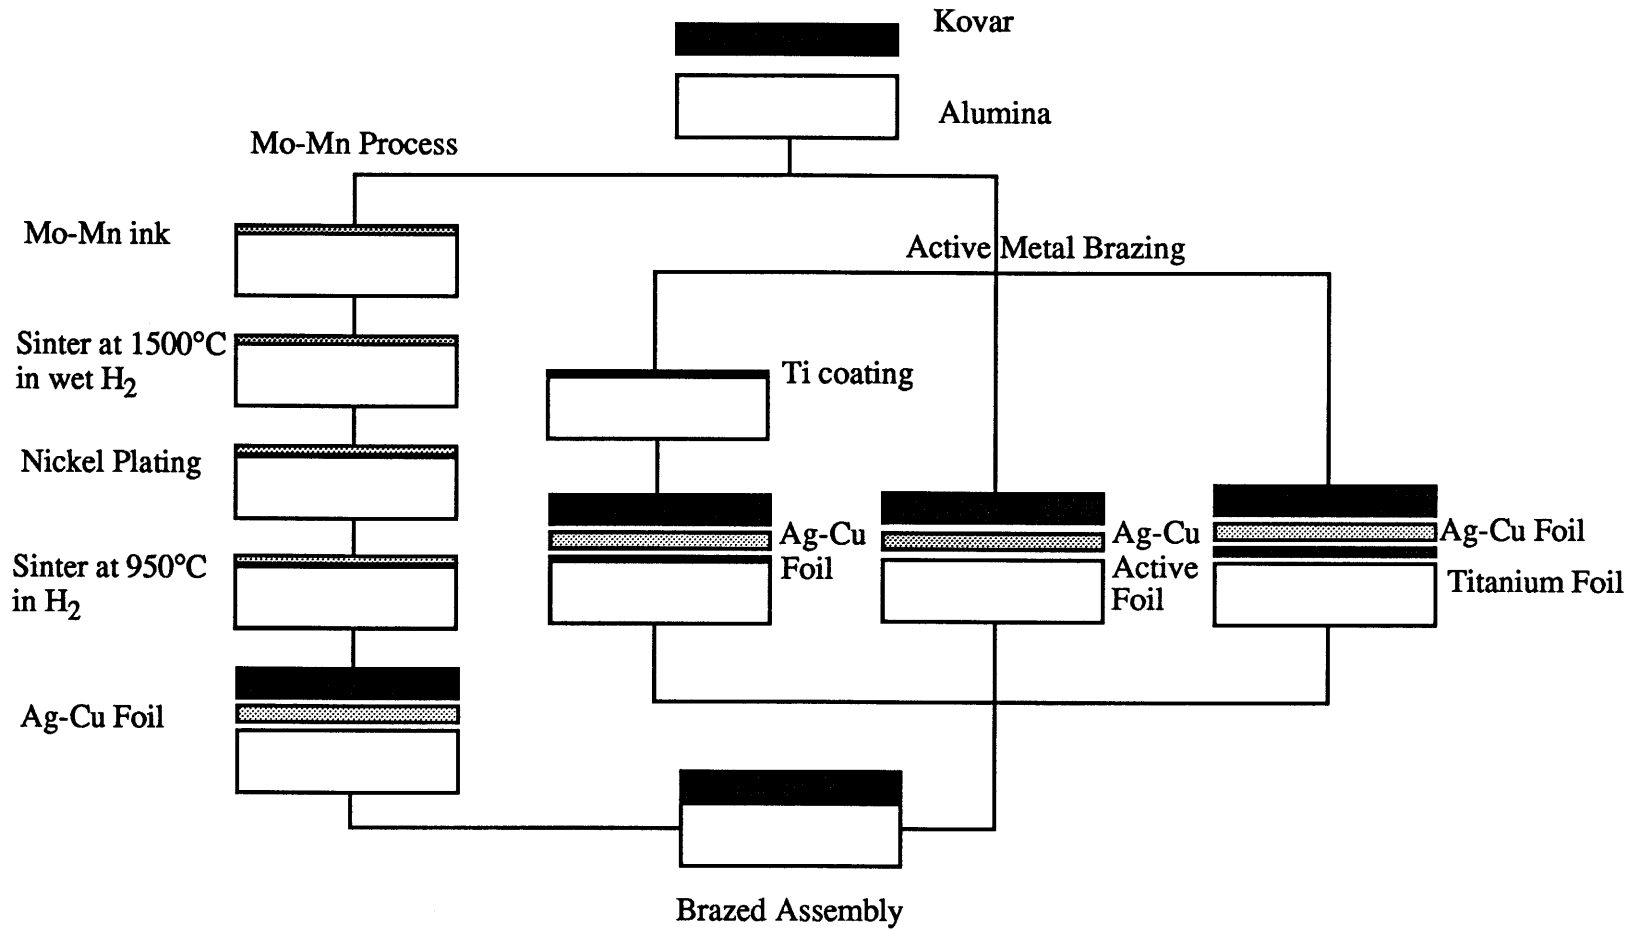 Kovar
Alumina
Mo-Mn Process
Mo-Mn ink
Active Metal Brazing
Sinter at 1500°C
in wet H2
Ti coating
Nickel Plating
Ag-Cu
Foil
Ag-Cu
Active
Foil
Ag-Cu Foil
Titanium Foil
Sinter at 950°C
in H2
Ag-Cu Foil
Brazed Assembly